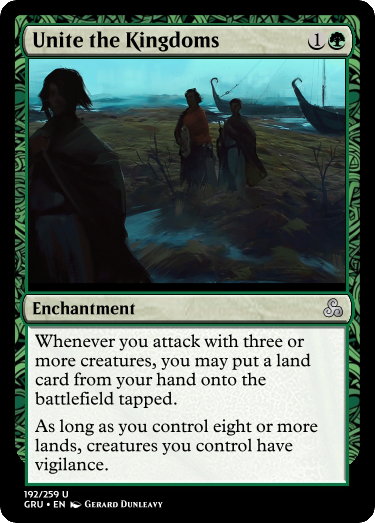 Unite the Kingdoms 1
Enchantment
Whenever you attack with three or
more creatures, you may put a land
card from your hand onto the
battlefield tapped.
As long as you control eight or more
lands, creatures you control have
vigilance.
192/259 U
GRU • EN Gerard Dunleavy